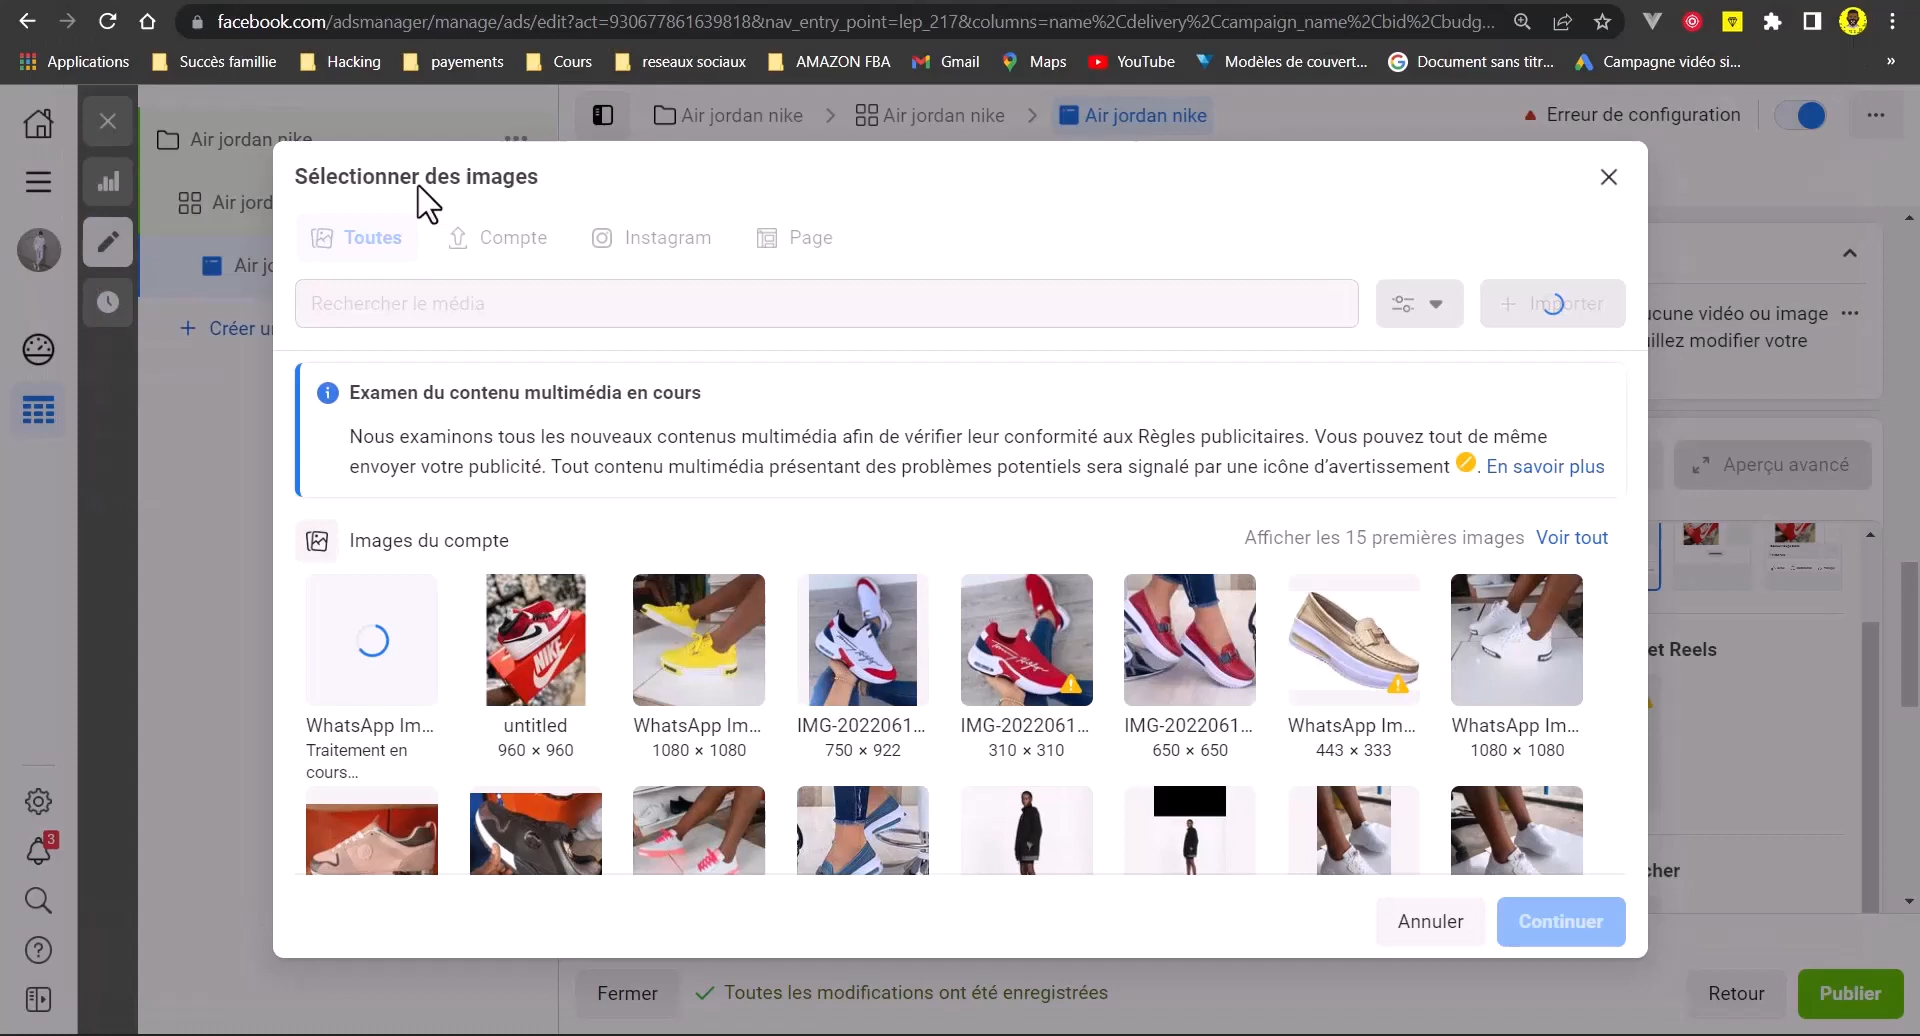 facebook.com/adsmanager/manage/ads/edit?act=930677861639818&nav_entry_point=lep_217&columns=name%2Cdelivery%2Ccampaign_name%2Cbid%2Cbudg...
Applications
Succès famillie
Hacking
payements
Cours
reseaux sociaux
AMAZON FBA
Gmail
Maps
YouTube
Modèles de couvert...
Document sans titr...
Campagne vidéo si...
»
Air jordan nike
Air jordan nike
Air jordan nike
Air jordan nike
Erreur de configuration
Air jord
Air jo
+ Créer un
Sélectionner des images
Toutes
Compte
Instagram
Page
Rechercher le média
+ Importer
Examen du contenu multimédia en cours
Nous examinons tous les nouveaux contenus multimédia afin de vérifier leur conformité aux Règles publicitaires. Vous pouvez tout de même
envoyer votre publicité. Tout contenu multimédia présentant des problèmes potentiels sera signalé par une icône d'avertissement . En savoir plus
Images du compte
Afficher les 15 premières images Voir tout
NIKE
WhatsApp Im...
Traitement en
cours...
untitled
960 × 960
WhatsApp Im...
1080 × 1080
IMG-2022061...
750 × 922
IMG-2022061...
310 × 310
IMG-2022061...
650 × 650
WhatsApp Im...
443 × 333
WhatsApp Im...
1080 × 1080
Annuler
Continuer
ucune vidéo ou image
illez modifier votre
Aperçu avancé
et Reels
cher
3
Fermer
Toutes les modifications ont été enregistrées
Retour
Publier